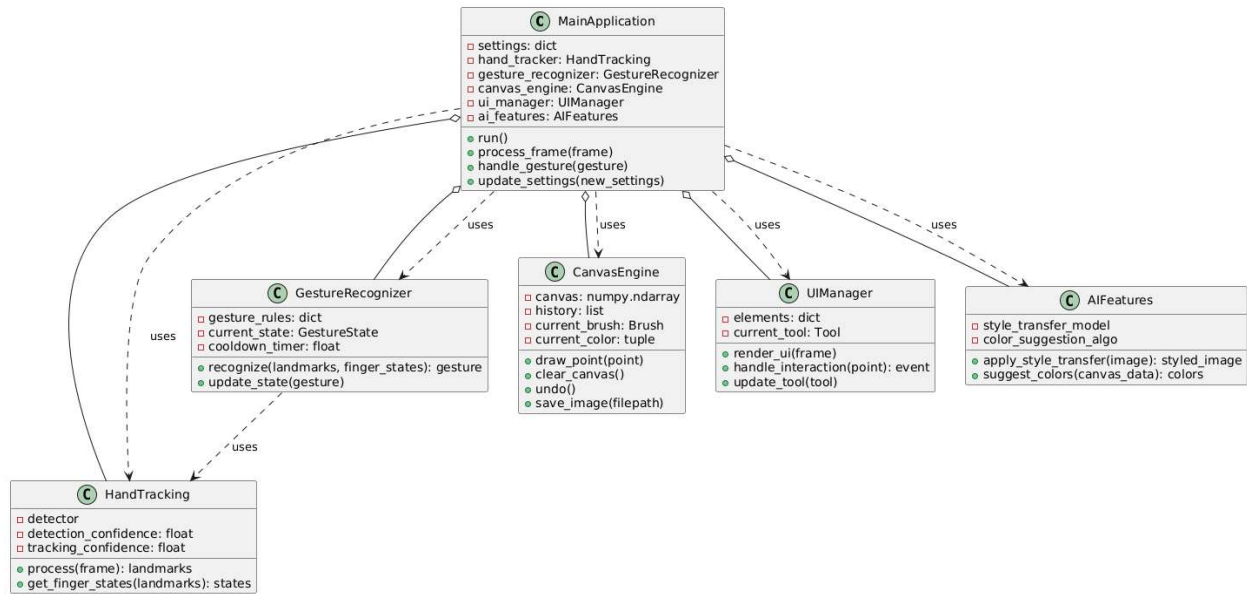 C MainApplication
settings: dict
hand_tracker: HandTracking
gesture_recognizer: GestureRecognizer
canvas_engine: CanvasEngine
ui_manager: UIManager
ai_features: AIFeatures
run()
process_frame(frame)
handle_gesture(gesture)
update_settings(new_settings)
uses
uses
uses
uses
uses
C GestureRecognizer
gesture_rules: dict
current_state: GestureState
cooldown_timer: float
recognize(landmarks, finger_states): gesture
update_state(gesture)
C CanvasEngine
canvas: numpy.ndarray
history: list
current_brush: Brush
current_color: tuple
draw_point(point)
clear_canvas()
undo()
save_image(filepath)
C UIManager
elements: dict
current_tool: Tool
render_ui(frame)
handle_interaction(point): event
update_tool(tool)
C AIFeatures
style_transfer_model
color_suggestion_algo
apply_style_transfer(image): styled_image
suggest_colors(canvas_data): colors
uses
C HandTracking
detector
detection_confidence: float
tracking_confidence: float
process(frame): landmarks
get_finger_states(landmarks): states